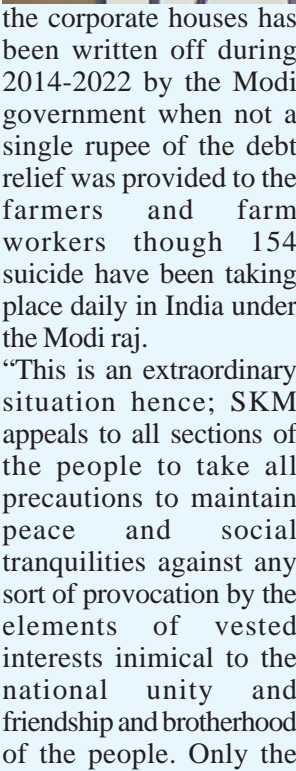 the corporate houses has
been written off during
2014-2022 by the Modi
government when not a
single rupee of the debt
relief was provided to the
farmers and farm
workers though 154
suicide have been taking
place daily in India under
the Modi raj.
“This is an extraordinary
situation hence; SKM
appeals to all sections of
the people to take all
precautions to maintain
peace and social
tranquilities against any
sort of provocation by the
elements of vested
interests inimical to the
national unity and
friendship and brotherhood
of the people. Only the